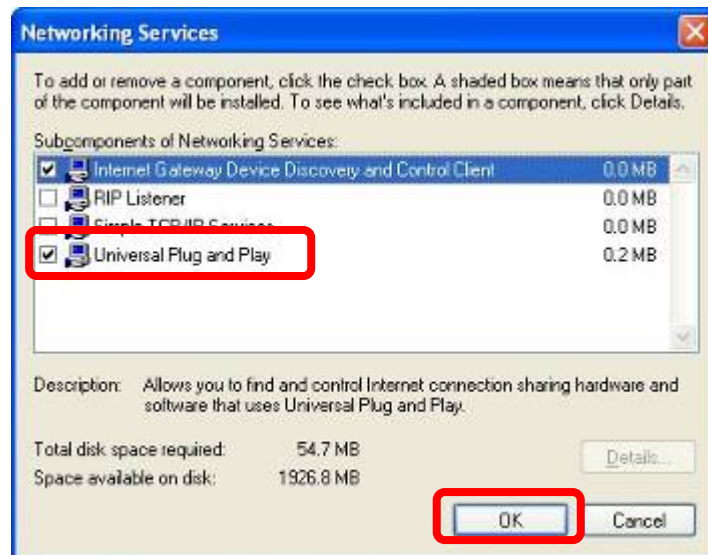 Networking Services
To add or remove a component, click the check box. A shaded box means that only part
of the component will be installed. To see what's included in a component, click Details.
Subcomponents of Networking Services:
Internet Gateway Device Discovery and Control Client 0.0 MB
RIP Listener 0.0 MB
Simple TCP/IP Services 0.0 MB
Universal Plug and Play 0.2 MB
Description: Allows you to find and control Internet connection sharing hardware and
software that uses Universal Plug and Play.
Total disk space required: 54.7 MB
Details...
Space available on disk: 1926.8 MB
OK Cancel